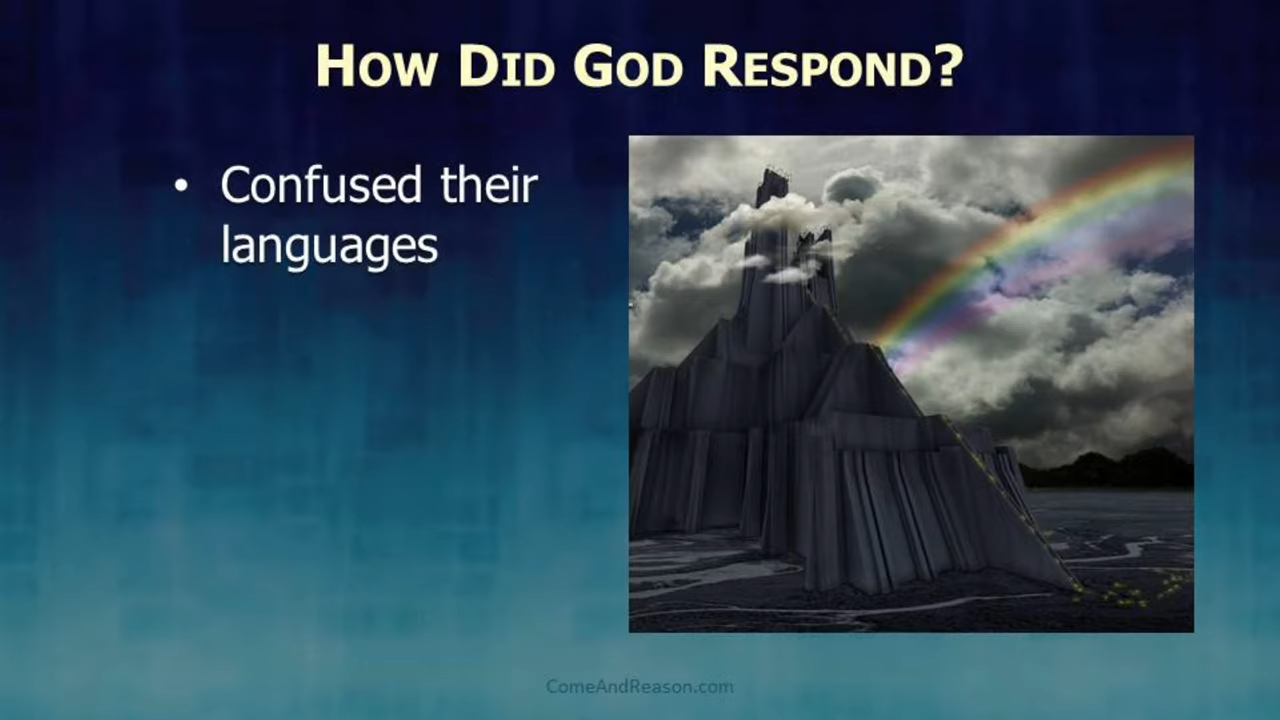 How Did God Respond?
• Confused their
languages
ComeAndReason.com